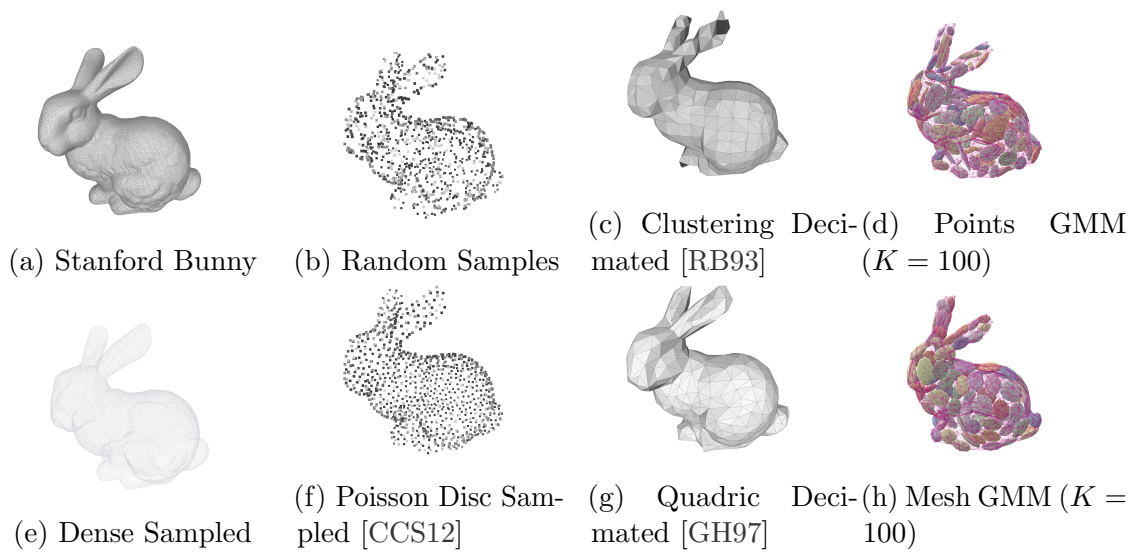 (a) Stanford Bunny
(b) Random Samples
(c) Clustering Deci-
mated [RB93]
(d) Points GMM
(K = 100)
(e) Dense Sampled
(f) Poisson Disc Sam-
pled [CCS12]
(g) Quadric Deci-
mated [GH97]
(h) Mesh GMM (K =
100)